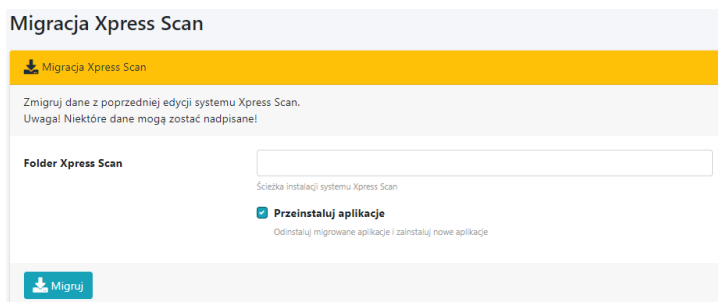 Migracja Xpress Scan
Migracja Xpress Scan
Zmigruj dane z poprzedniej edycji systemu Xpress Scan.
Uwaga! Niektóre dane mogą zostać nadpisane!
Folder Xpress Scan
Ścieżka instalacji systemu Xpress Scan
Przeinstaluj aplikacje
Odinstaluj migrowane aplikacje i zainstaluj nowe aplikacje
Migruj